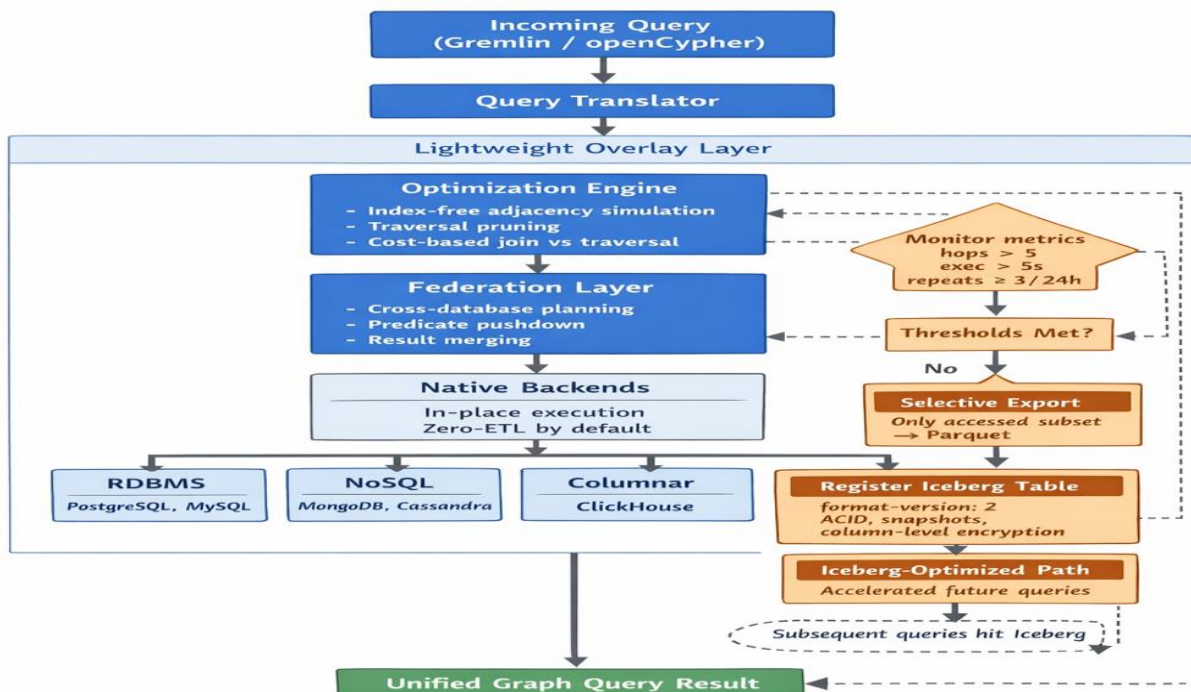 Incoming Query
(Gremlin / openCypher)
Query Translator
Lightweight Overlay Layer
Optimization Engine
- Index-free adjacency simulation
- Traversal pruning
- Cost-based join vs traversal
Monitor metrics
hops > 5
exec > 5s
repeats ≥ 3/24h
Federation Layer
- Cross-database planning
- Predicate pushdown
- Result merging
Thresholds Met?
No
Native Backends
In-place execution
Zero-ETL by default
Selective Export
Only accessed subset
→ Parquet
RDBMS
PostgreSQL, MySQL
NoSQL
MongoDB, Cassandra
Columnar
ClickHouse
Register Iceberg Table
format-version: 2
ACID, snapshots,
column-level encryption
Iceberg-Optimized Path
Accelerated future queries
Subsequent queries hit Iceberg
Unified Graph Query Result